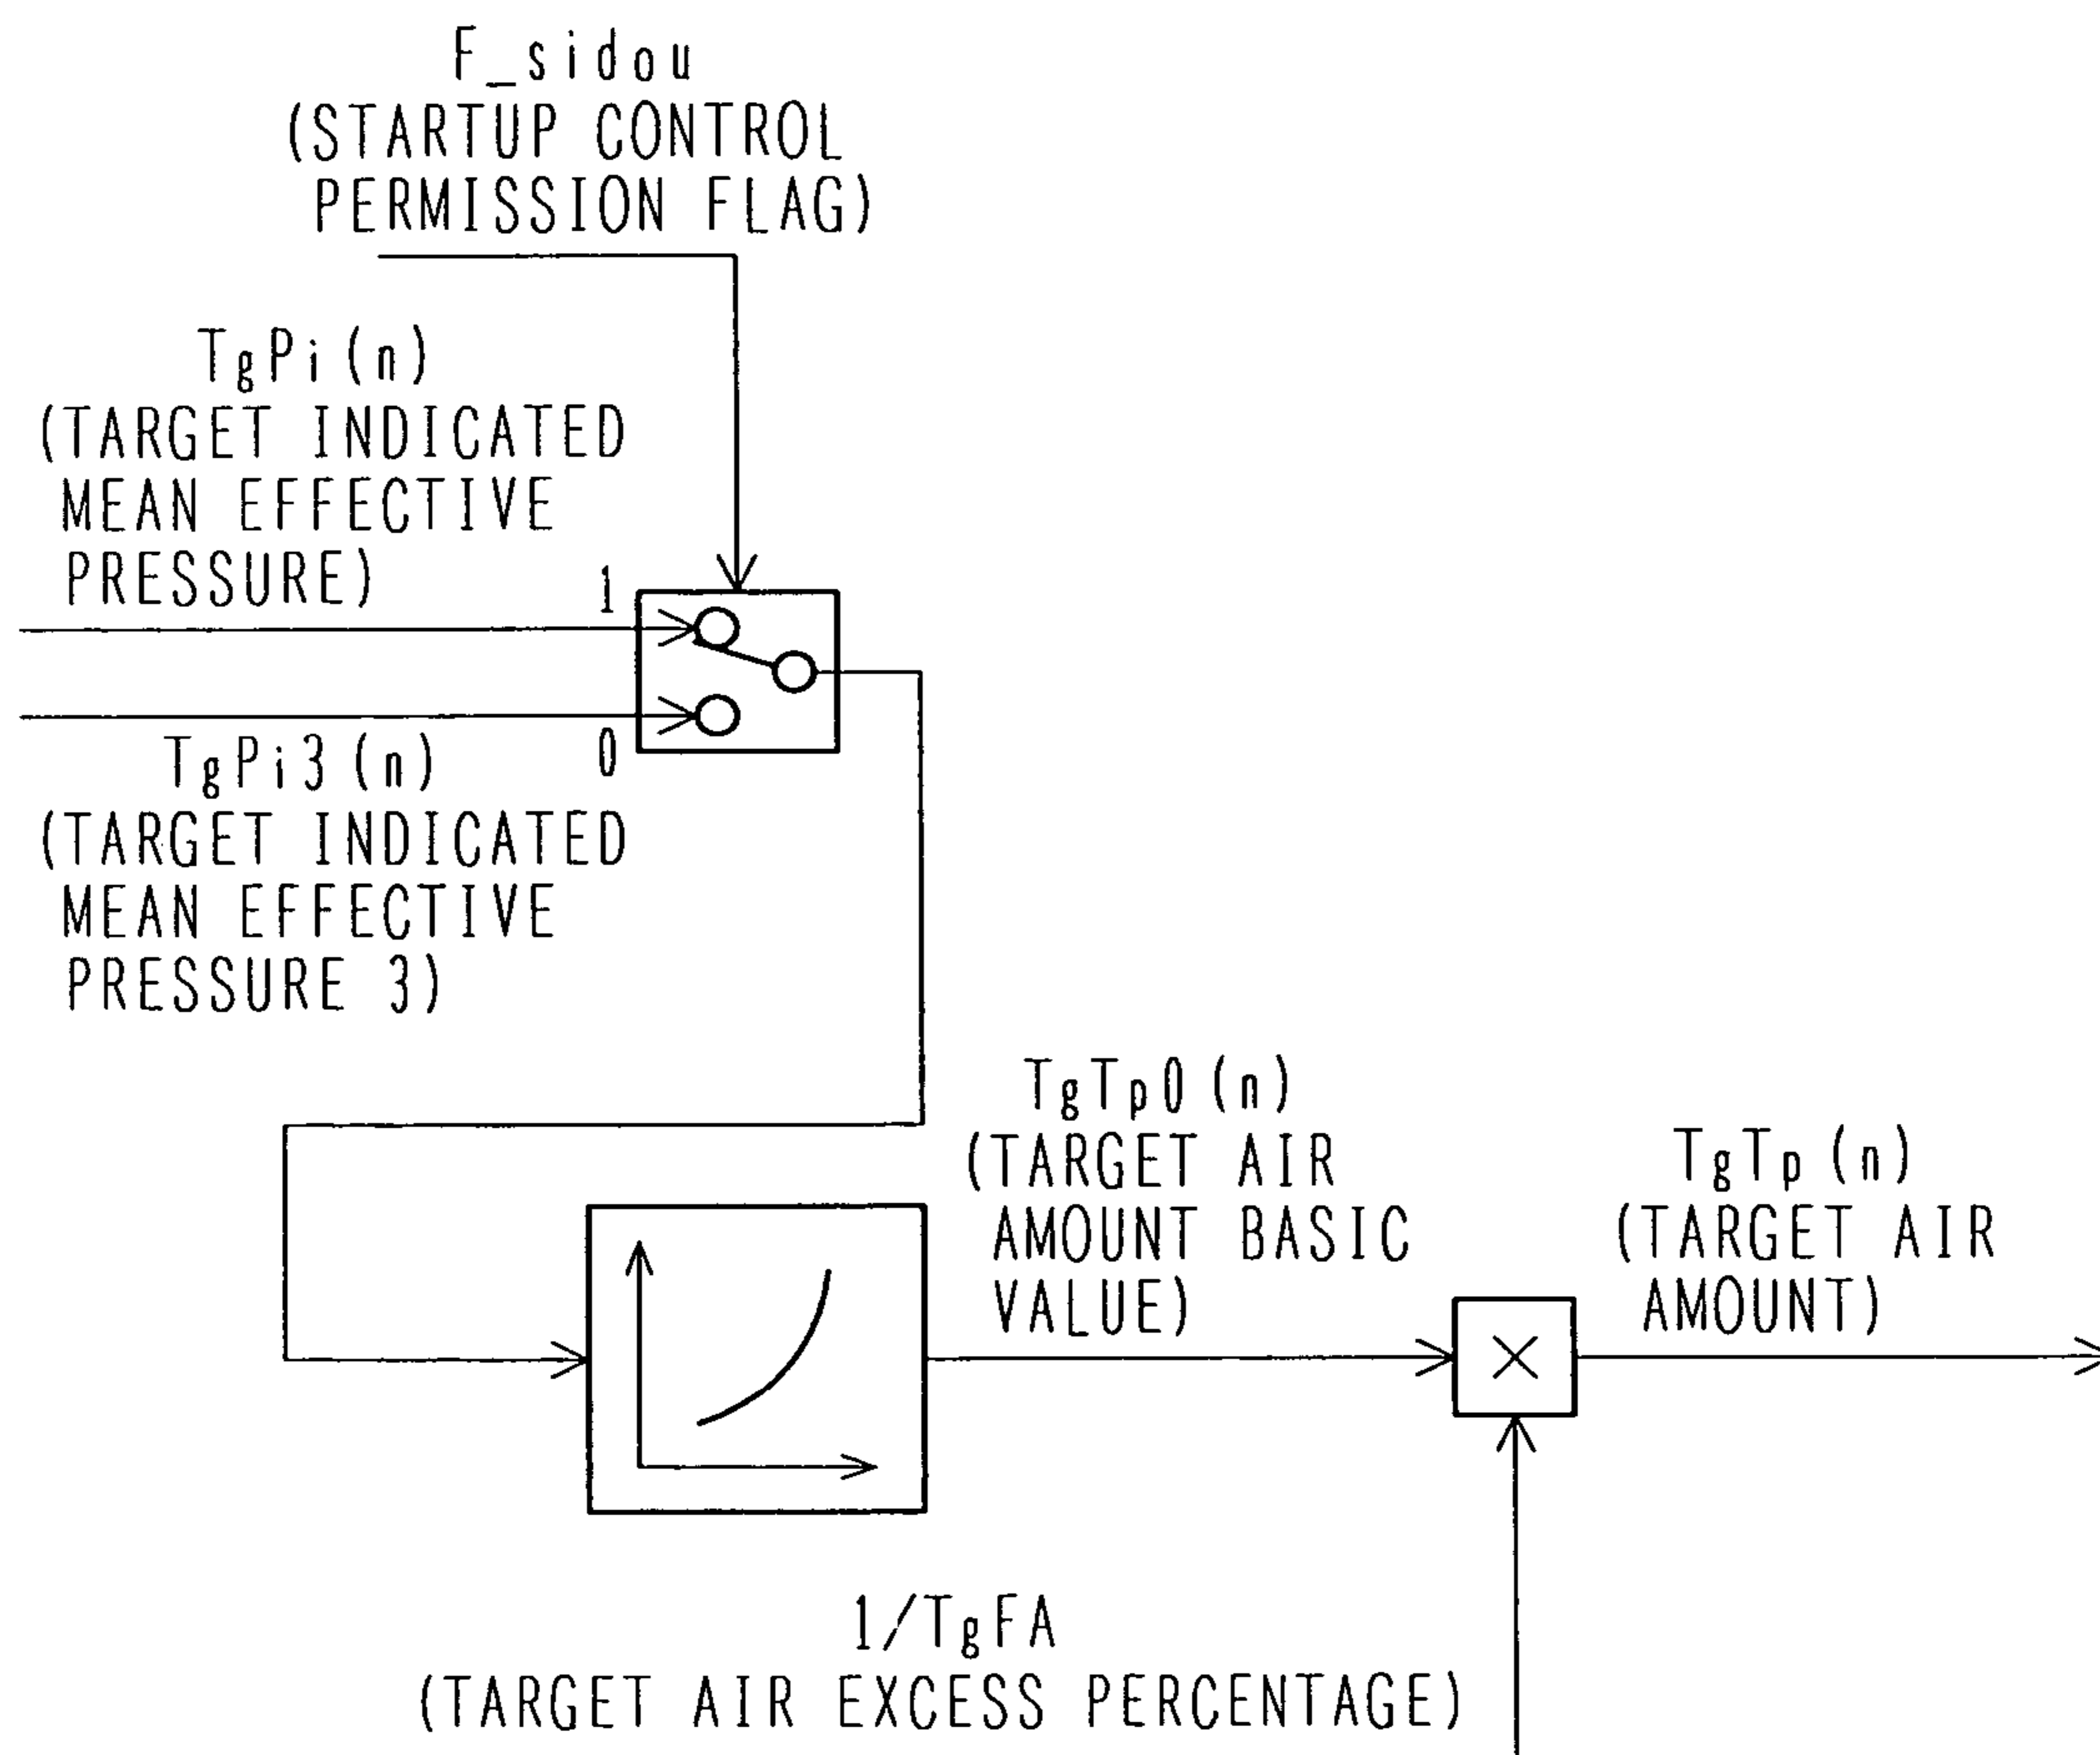 F_sidou
(STARTUP CONTROL
PERMISSION FLAG)
TgPi(n)
(TARGET INDICATED
MEAN EFFECTIVE
PRESSURE)
1
0
TgPi3(n)
(TARGET INDICATED
MEAN EFFECTIVE
PRESSURE 3)
TgTp0(n)
(TARGET AIR
AMOUNT BASIC
VALUE)
TgTp(n)
(TARGET AIR
AMOUNT)
×
1/TgFA
(TARGET AIR EXCESS PERCENTAGE)